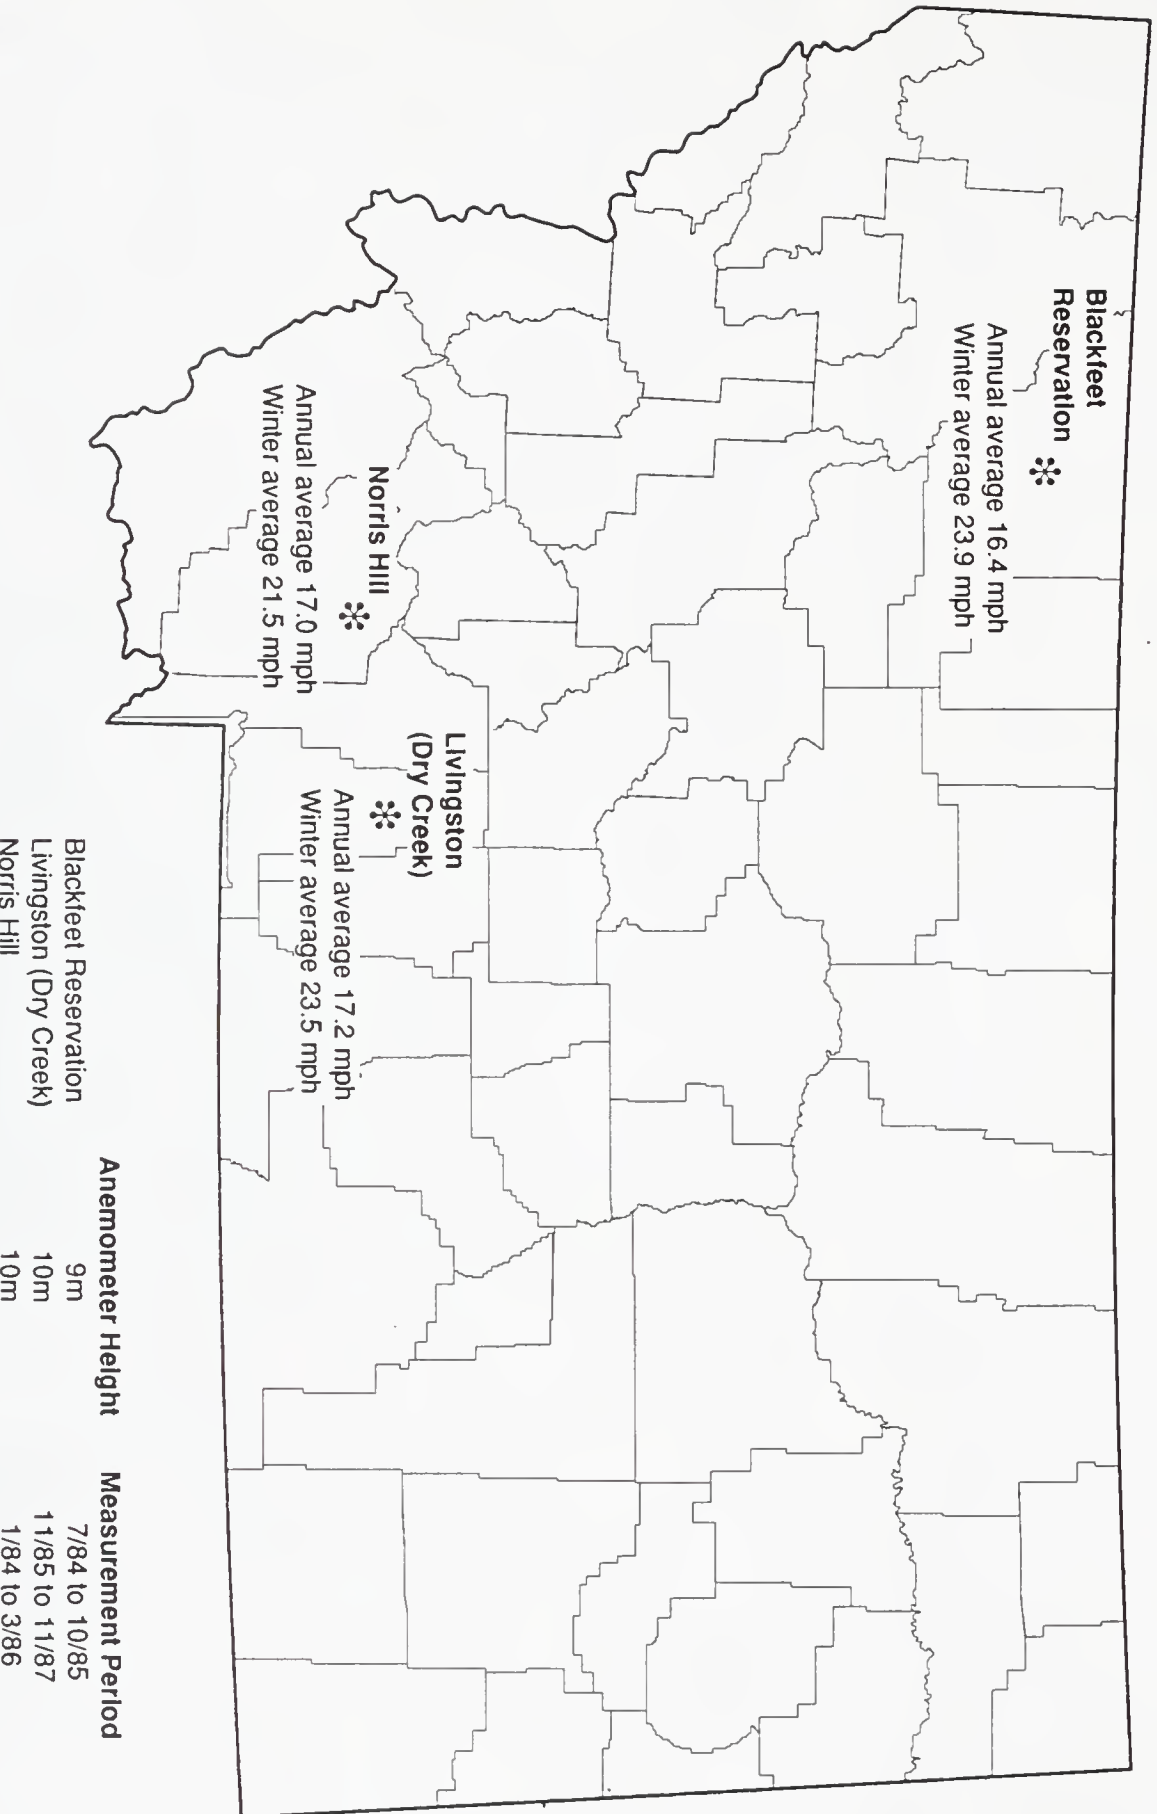 Blackfeet
Reservation
Annual average 16.4 mph
Winter average 23.9 mph
Norris Hill
Annual average 17.0 mph
Winter average 21.5 mph
Livingston
(Dry Creek)
Annual average 17.2 mph
Winter average 23.5 mph
Anemometer Height Measurement Period
Blackfeet Reservation 9m 7/84 to 10/85
Livingston (Dry Creek) 10m 11/85 to 11/87
Norris Hill 10m 1/84 to 3/86